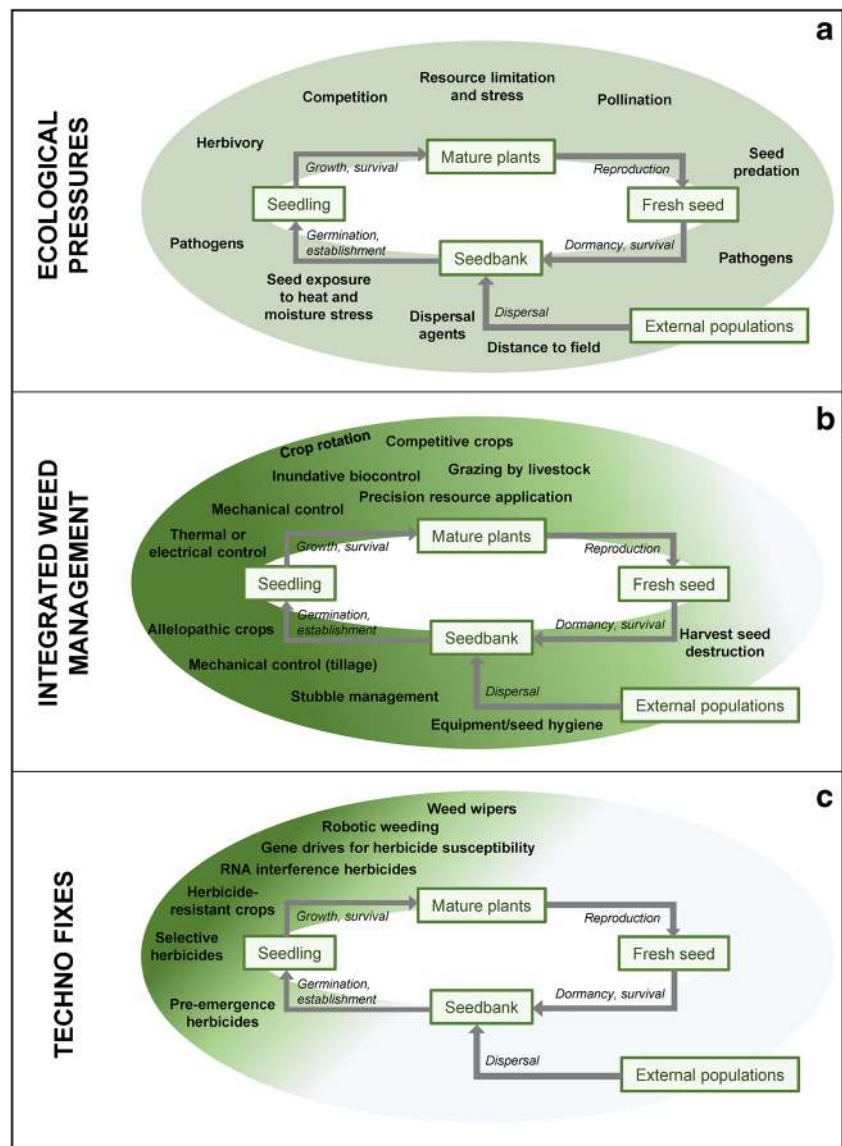 a
ECOLOGICAL
PRESSURES
Resource limitation
and stress
Competition
Pollination
Herbivory
Seed
predation
Mature plants
Growth, survival
Reproduction
Seedling
Fresh seed
Pathogens
Germination,
establishment
Dormancy, survival
Pathogens
Seedbank
Seed exposure
to heat and
moisture stress
Dispersal
agents
Dispersal
External populations
Distance to field
b
INTEGRATED WEED
MANAGEMENT
Crop rotation
Competitive crops
Inundative biocontrol
Grazing by livestock
Precision resource application
Mechanical control
Thermal or
electrical control
Mature plants
Growth, survival
Reproduction
Seedling
Fresh seed
Allelopathic crops
Germination,
establishment
Dormancy, survival
Seedbank
Harvest seed
destruction
Mechanical control (tillage)
Stubble management
Dispersal
External populations
Equipment/seed hygiene
c
TECHNO FIXES
Weed wipers
Robotic weeding
Gene drives for herbicide susceptibility
RNA interference herbicides
Herbicide-
resistant crops
Mature plants
Growth, survival
Reproduction
Selective
herbicides
Seedling
Fresh seed
Germination,
establishment
Dormancy, survival
Pre-emergence
herbicides
Seedbank
Dispersal
External populations